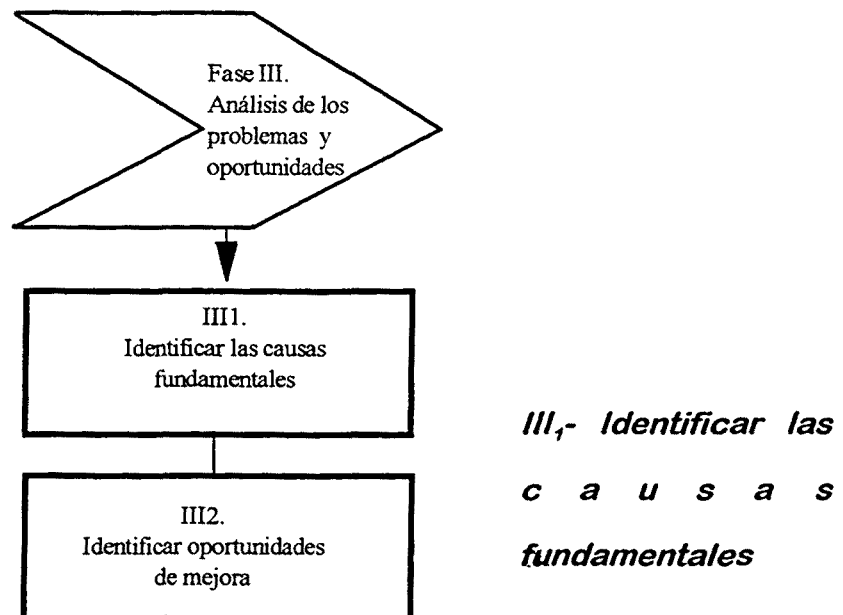 Fase III.
Análisis de los
problemas y
oportunidades
III1.
Identificar las causas
fundamentales
III2.
Identificar oportunidades
de mejora
III₁- Identificar las
c a u s a s
fundamentales